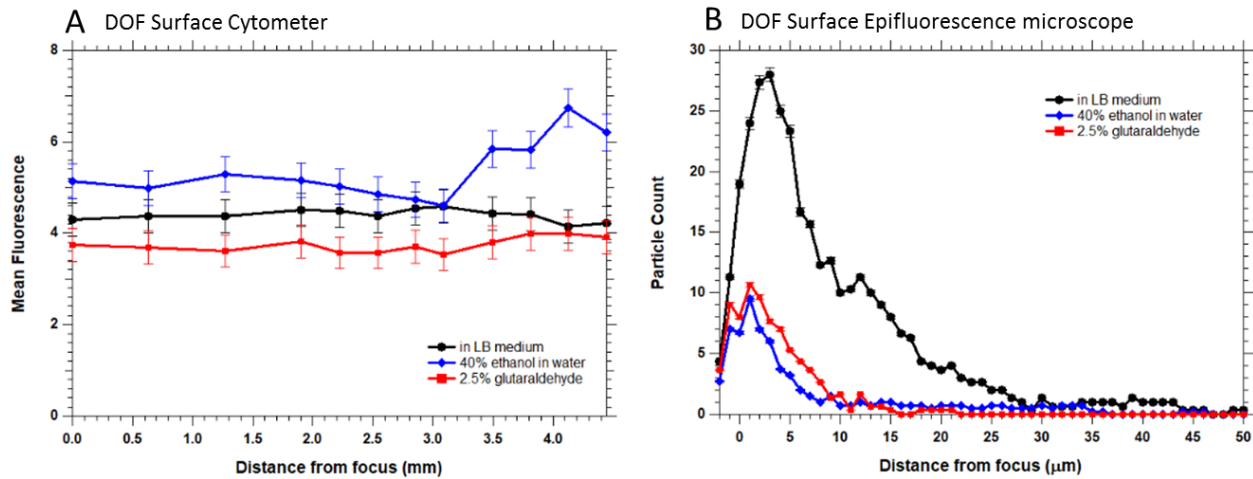 A DOF Surface Cytometer
8
6
4
2
0
Mean Fluorescence
in LB medium
40% ethanol in water
2.5% glutaraldehyde
0.0 0.5 1.0 1.5 2.0 2.5 3.0 3.5 4.0
Distance from focus (mm)
B DOF Surface Epifluorescence microscope
30
25
20
15
10
5
0
Particle Count
in LB medium
40% ethanol in water
2.5% glutaraldehyde
0 5 10 15 20 25 30 35 40 45 50
Distance from focus (μm)